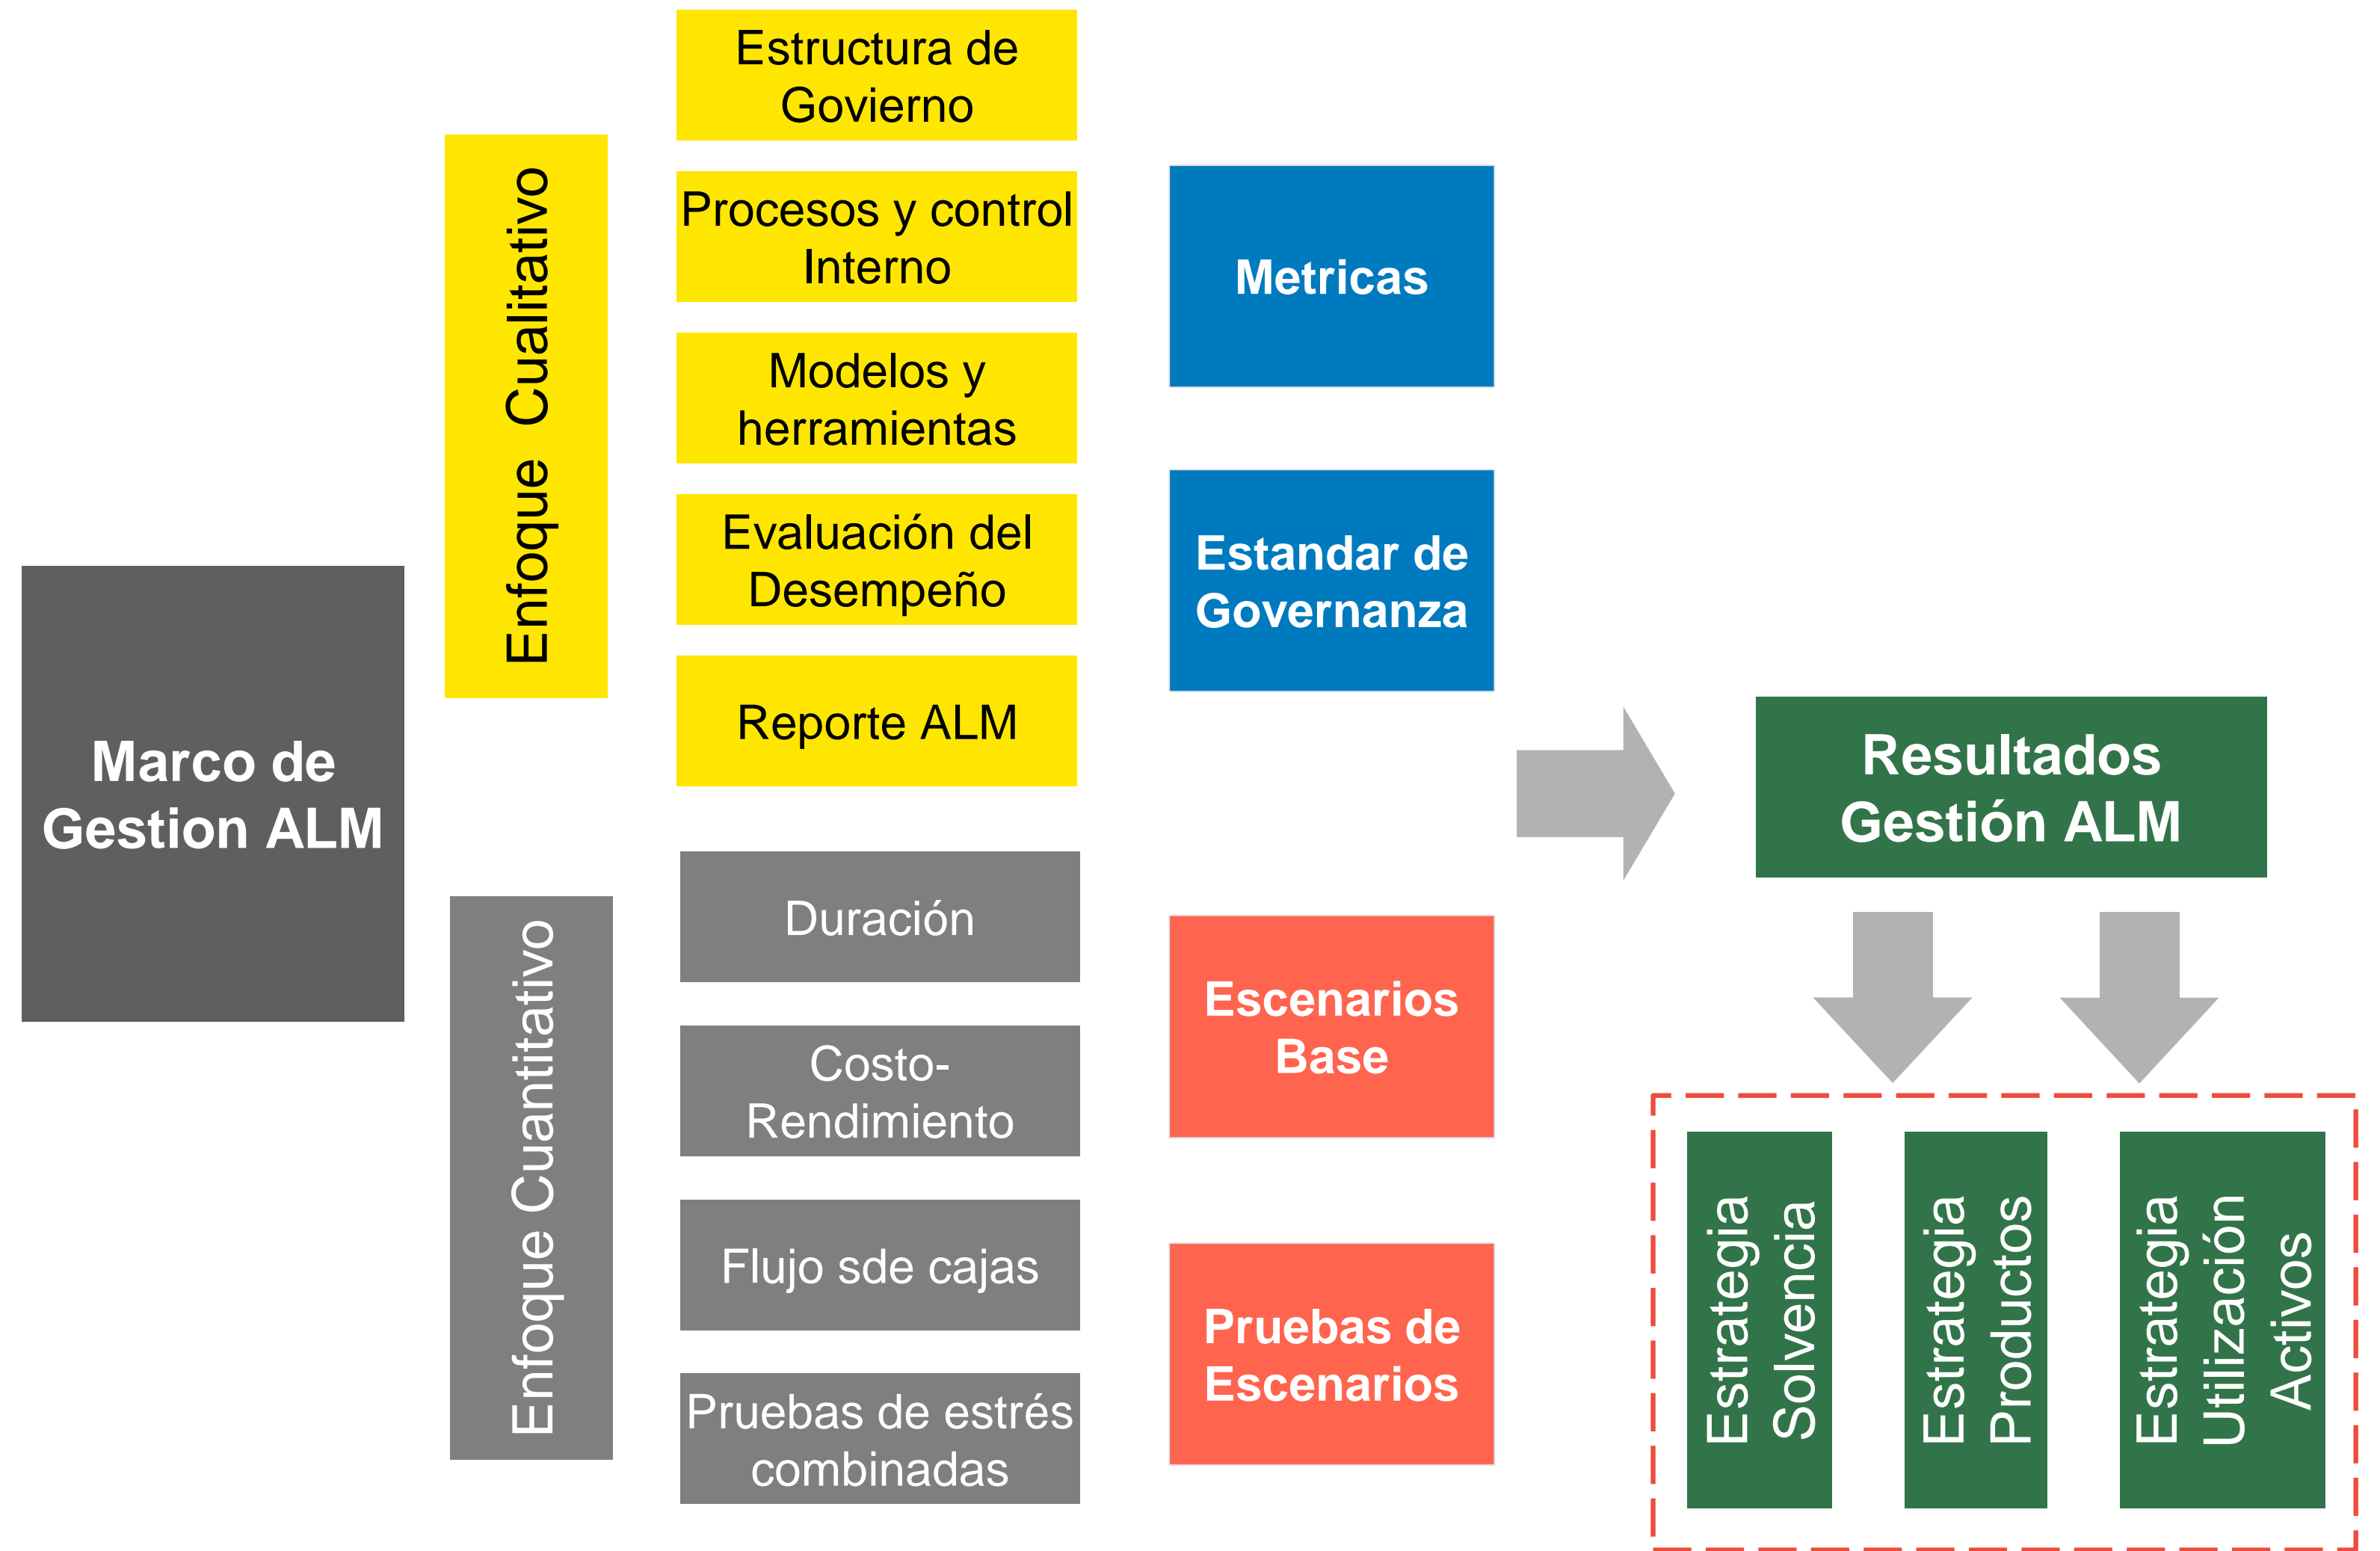 Marco de
Gestion ALM
Enfoque Cualitativo
Estructura de
Govierno
Procesos y control
Interno
Modelos y
herramientas
Evaluación del
Desempeño
Reporte ALM
Enfoque Cuantitativo
Duración
Costo-
Rendimiento
Flujo sde cajas
Pruebas de estrés
combinadas
Metricas
Estandar de
Governanza
Escenarios
Base
Pruebas de
Escenarios
Resultados
Gestión ALM
Estrategia
Solvencia
Estrategia
Productos
Estrategia
Utilización
Activos